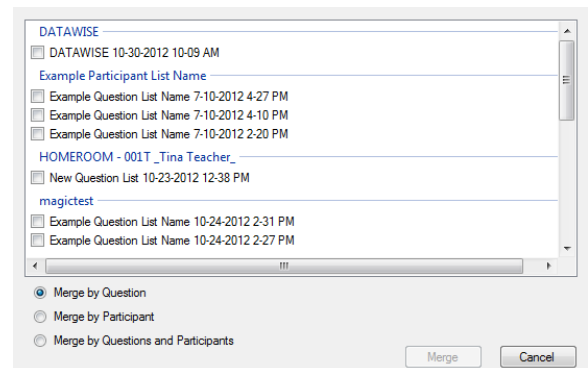 DATAWISE
DATAWISE 10-30-2012 10-09 AM
Example Participant List Name
Example Question List Name 7-10-2012 4-27 PM
Example Question List Name 7-10-2012 4-10 PM
Example Question List Name 7-10-2012 2-20 PM
HOMEROOM - 001T _Tina Teacher_
New Question List 10-23-2012 12-38 PM
magictest
Example Question List Name 10-24-2012 2-31 PM
Example Question List Name 10-24-2012 2-27 PM
Merge by Question
Merge by Participant
Merge by Questions and Participants
Merge Cancel